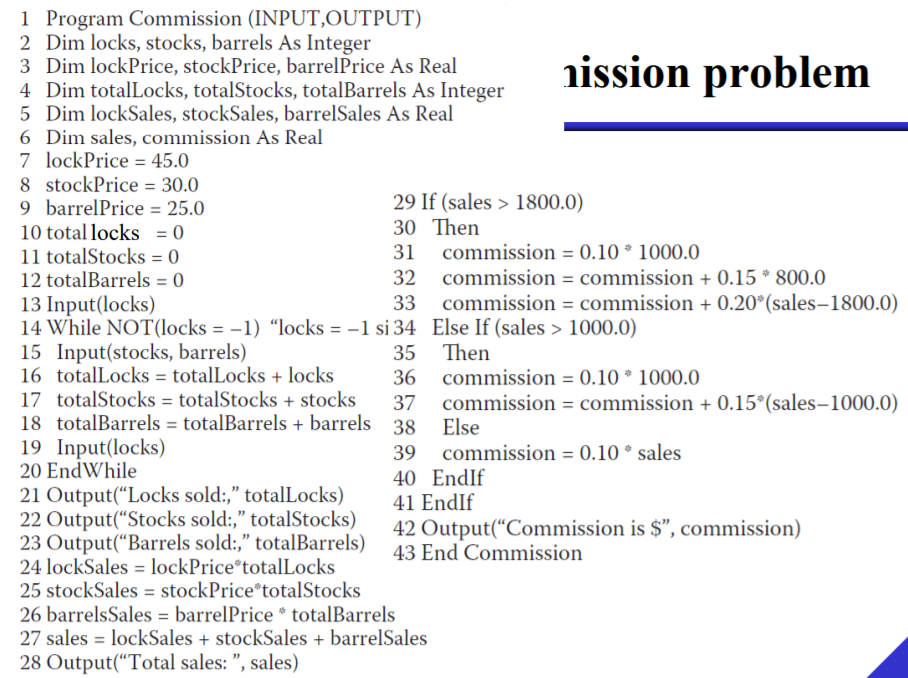 nission problem
1 Program Commission (INPUT,OUTPUT)
2 Dim locks, stocks, barrels As Integer
3 Dim lockPrice, stockPrice, barrelPrice As Real
4 Dim totalLocks, totalStocks, totalBarrels As Integer
5 Dim lockSales, stockSales, barrelSales As Real
6 Dim sales, commission As Real
7 lockPrice = 45.0
8 stockPrice = 30.0
9 barrelPrice = 25.0
10 total locks = 0
11 totalStocks = 0
12 totalBarrels = 0
13 Input(locks)
14 While NOT(locks = −1) “locks = −1 si
15 Input(stocks, barrels)
16 totalLocks = totalLocks + locks
17 totalStocks = totalStocks + stocks
18 totalBarrels = totalBarrels + barrels
19 Input(locks)
20 EndWhile
21 Output(“Locks sold:,” totalLocks)
22 Output(“Stocks sold:,” totalStocks)
23 Output(“Barrels sold:,” totalBarrels)
24 lockSales = lockPrice*totalLocks
25 stockSales = stockPrice*totalStocks
26 barrelsSales = barrelPrice * totalBarrels
27 sales = lockSales + stockSales + barrelSales
28 Output(“Total sales: ”, sales)
29 If (sales > 1800.0)
30 Then
31 commission = 0.10 * 1000.0
32 commission = commission + 0.15 * 800.0
33 commission = commission + 0.20*(sales−1800.0)
34 Else If (sales > 1000.0)
35 Then
36 commission = 0.10 * 1000.0
37 commission = commission + 0.15*(sales−1000.0)
38 Else
39 commission = 0.10 * sales
40 EndIf
41 EndIf
42 Output(“Commission is $”, commission)
43 End Commission